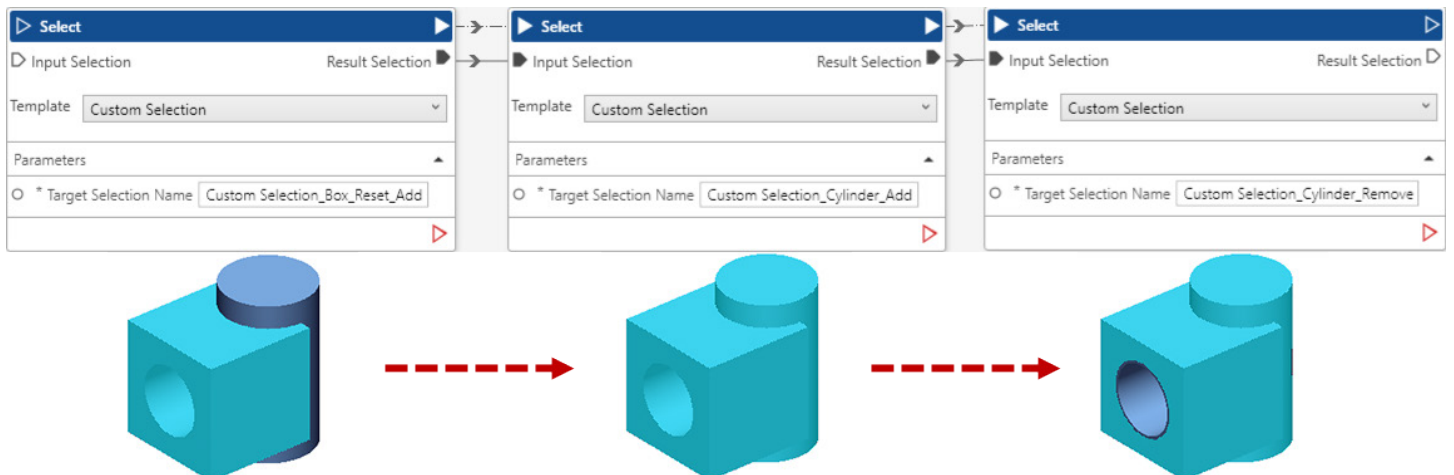 Select
Input Selection Result Selection
Template Custom Selection
Parameters
* Target Selection Name Custom Selection_Box_Reset_Add
Select
Input Selection Result Selection
Template Custom Selection
Parameters
* Target Selection Name Custom Selection_Cylinder_Add
Select
Input Selection Result Selection
Template Custom Selection
Parameters
* Target Selection Name Custom Selection_Cylinder_Remove